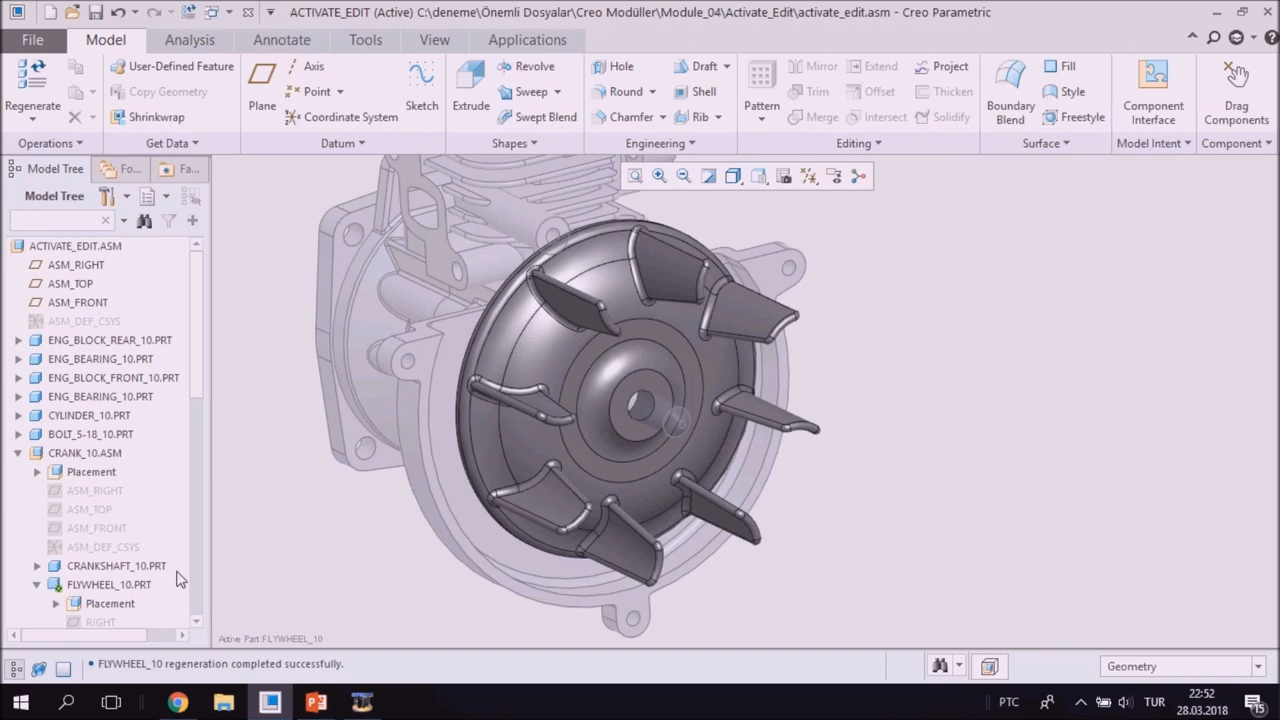 ACTIVATE_EDIT (Active) C:\deneme\Önemli Dosyalar\Creo Modüller\Module_04\Activate_Edit\activate_edit.asm - Creo Parametric
File Model Analysis Annotate Tools View Applications
Regenerate
User-Defined Feature
Copy Geometry
Shrinkwrap
Plane
Axis
Point
Coordinate System
Sketch
Extrude
Revolve
Sweep
Swept Blend
Hole
Round
Chamfer
Draft
Shell
Rib
Pattern
Mirror
Trim
Merge
Extend
Offset
Intersect
Project
Thicken
Solidify
Boundary
Blend
Fill
Style
Freestyle
Component
Interface
Drag
Components
Operations Get Data Datum Shapes Engineering Editing Surface Model Intent Component
Model Tree Fo... Fa...
Model Tree
ACTIVATE_EDIT.ASM
ASM_RIGHT
ASM_TOP
ASM_FRONT
ASM_DEF_CSYS
ENG_BLOCK_REAR_10.PRT
ENG_BEARING_10.PRT
ENG_BLOCK_FRONT_10.PRT
ENG_BEARING_10.PRT
CYLINDER_10.PRT
BOLT_5-18_10.PRT
CRANK_10.ASM
Placement
ASM_RIGHT
ASM_TOP
ASM_FRONT
ASM_DEF_CSYS
CRANKSHAFT_10.PRT
FLYWHEEL_10.PRT
Placement
RIGHT
Active Part:FLYWHEEL_10
• FLYWHEEL_10 regeneration completed successfully.
Geometry
PTC
TUR
22:52
28.03.2018
15